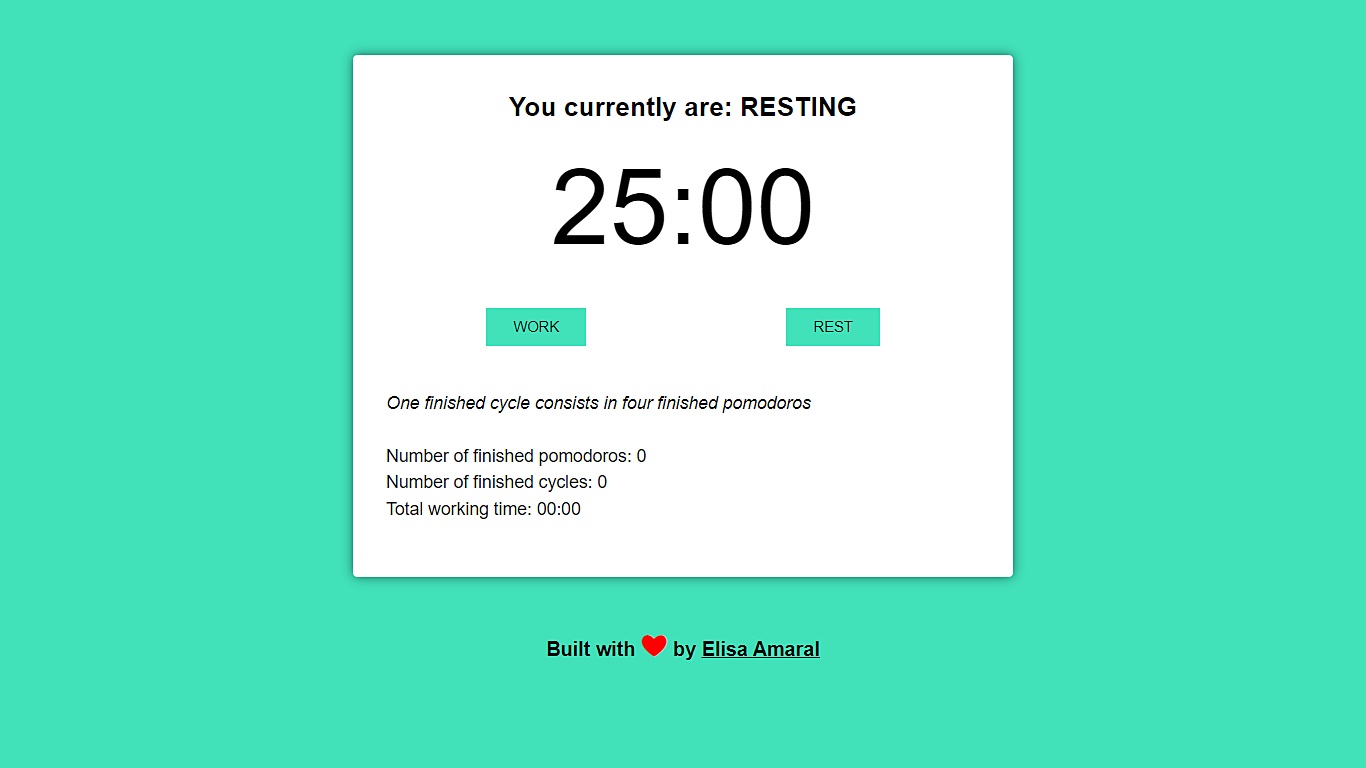 You currently are: RESTING
25:00
WORK
REST
One finished cycle consists in four finished pomodoros
Number of finished pomodoros: 0
Number of finished cycles: 0
Total working time: 00:00
Built with ❤ by Elisa Amaral